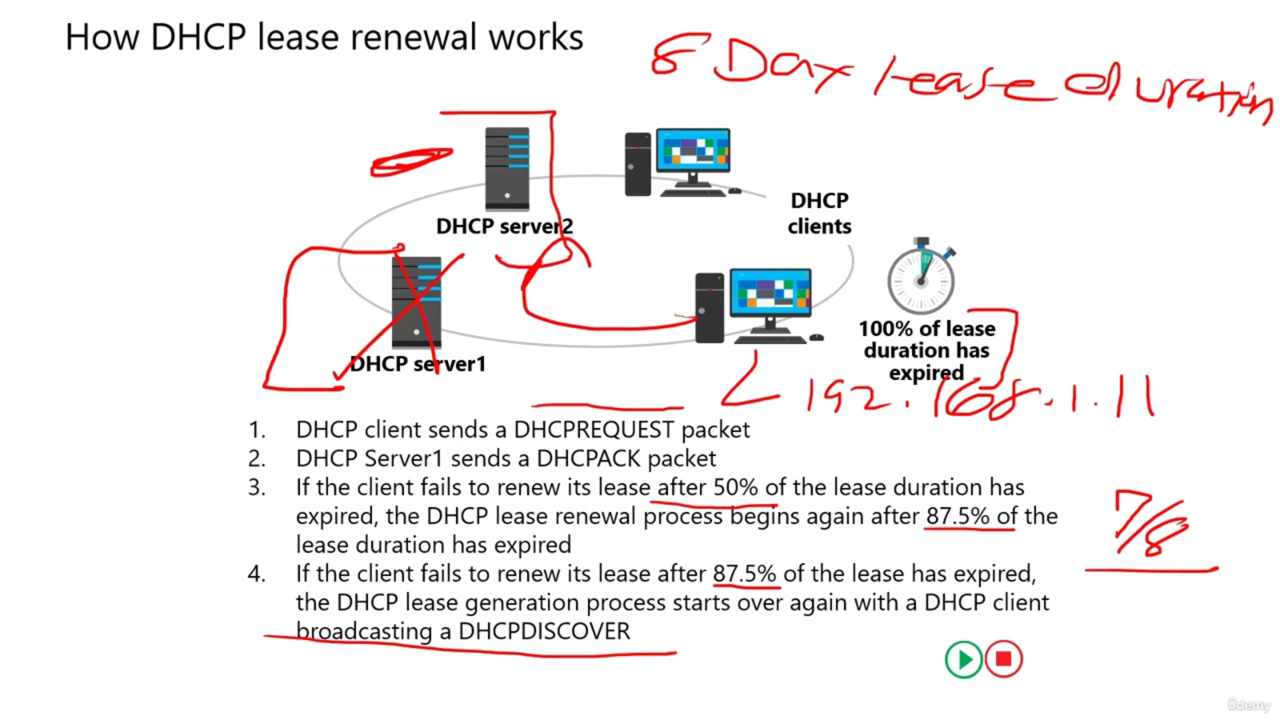 How DHCP lease renewal works
8 Day lease duration
DHCP server2
DHCP
clients
DHCP server1
100% of lease
duration has
expired
192.168.1.11
1. DHCP client sends a DHCPREQUEST packet
2. DHCP Server1 sends a DHCPACK packet
3. If the client fails to renew its lease after 50% of the lease duration has
expired, the DHCP lease renewal process begins again after 87.5% of the
lease duration has expired
7/8
4. If the client fails to renew its lease after 87.5% of the lease has expired,
the DHCP lease generation process starts over again with a DHCP client
broadcasting a DHCPDISCOVER
ûdemy